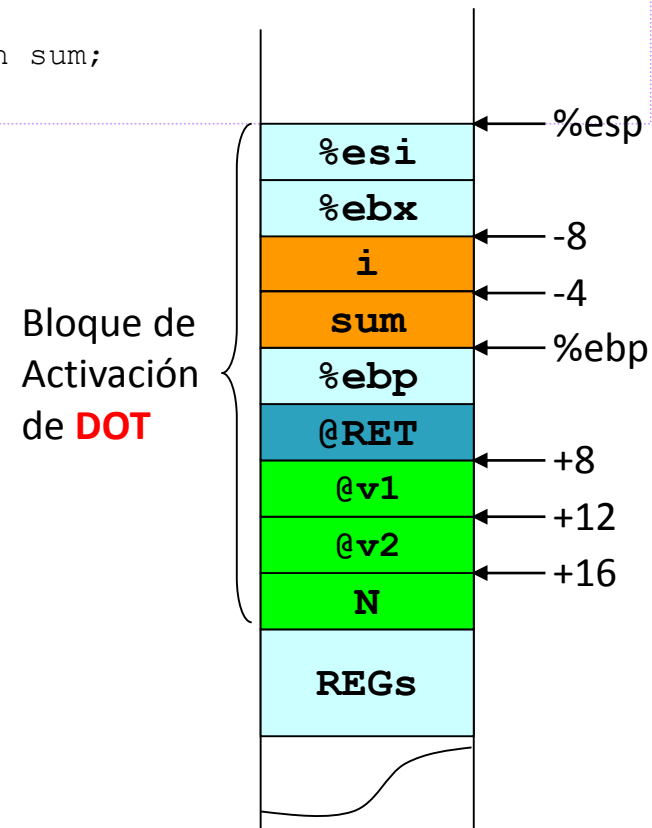 sum;
%esp
%esi
%ebx
-8
i
-4
sum
%ebp
%ebp
Bloque de
Activación
de DOT
@RET
+8
@v1
+12
@v2
+16
N
REGs